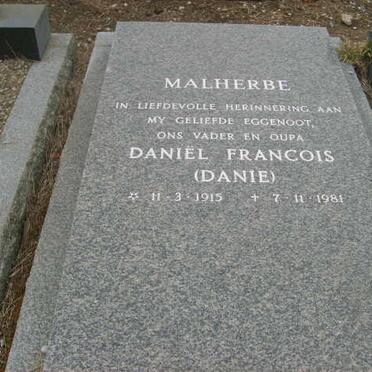 MALHERBE
IN LIEFDEVOLLE HERINNERING AAN
MY GELIEFDE EGGENOOT,
ONS VADER EN OUPA
DANIËL FRANCOIS
(DANIE)
☆ 11·3·1915 + 7·11·1981